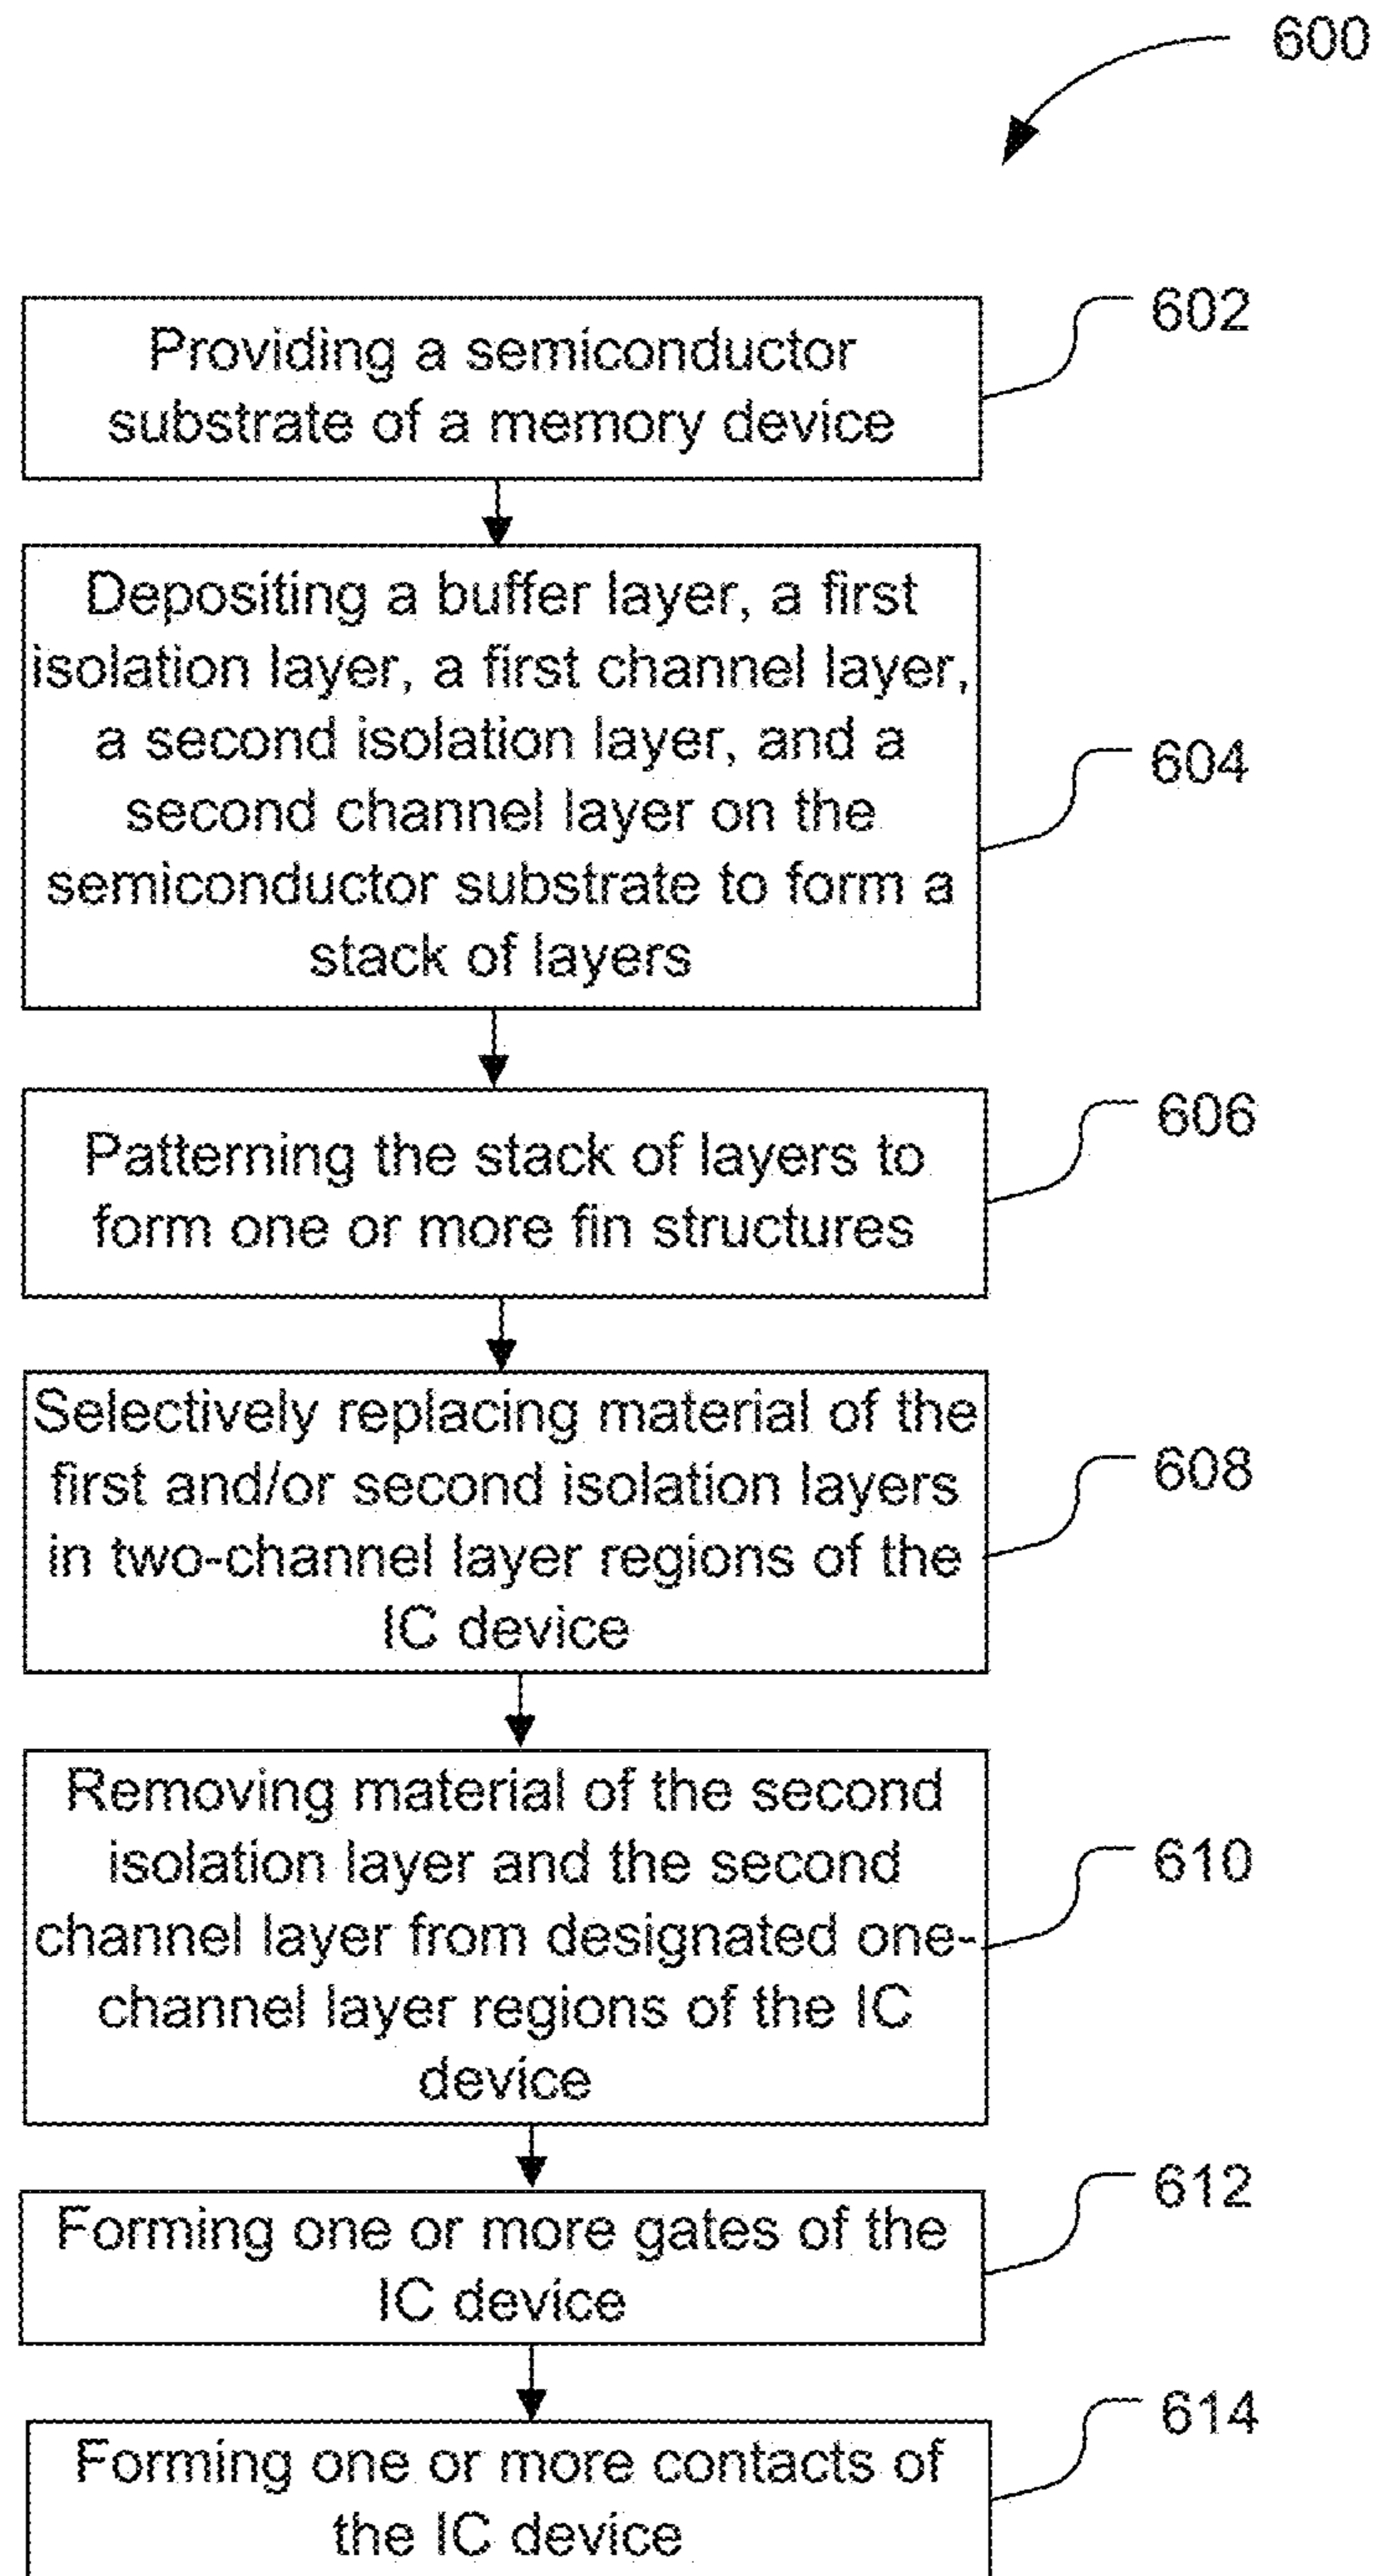 600
Providing a semiconductor
substrate of a memory device
602
Depositing a buffer layer, a first
isolation layer, a first channel layer,
a second isolation layer, and a
second channel layer on the
semiconductor substrate to form a
stack of layers
604
Patterning the stack of layers to
form one or more fin structures
606
Selectively replacing material of the
first and/or second isolation layers
in two-channel layer regions of the
IC device
608
Removing material of the second
isolation layer and the second
channel layer from designated one-
channel layer regions of the IC
device
610
Forming one or more gates of the
IC device
612
Forming one or more contacts of
the IC device
614